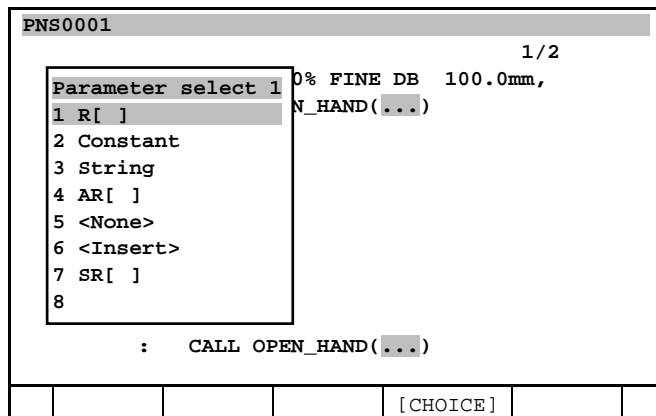 PNS0001
1/2
0% FINE DB 100.0mm,
Parameter select 1
N_HAND(...)
1 R[ ]
2 Constant
3 String
4 AR[ ]
5 <None>
6 <Insert>
7 SR[ ]
8
: CALL OPEN_HAND(...)
[CHOICE]